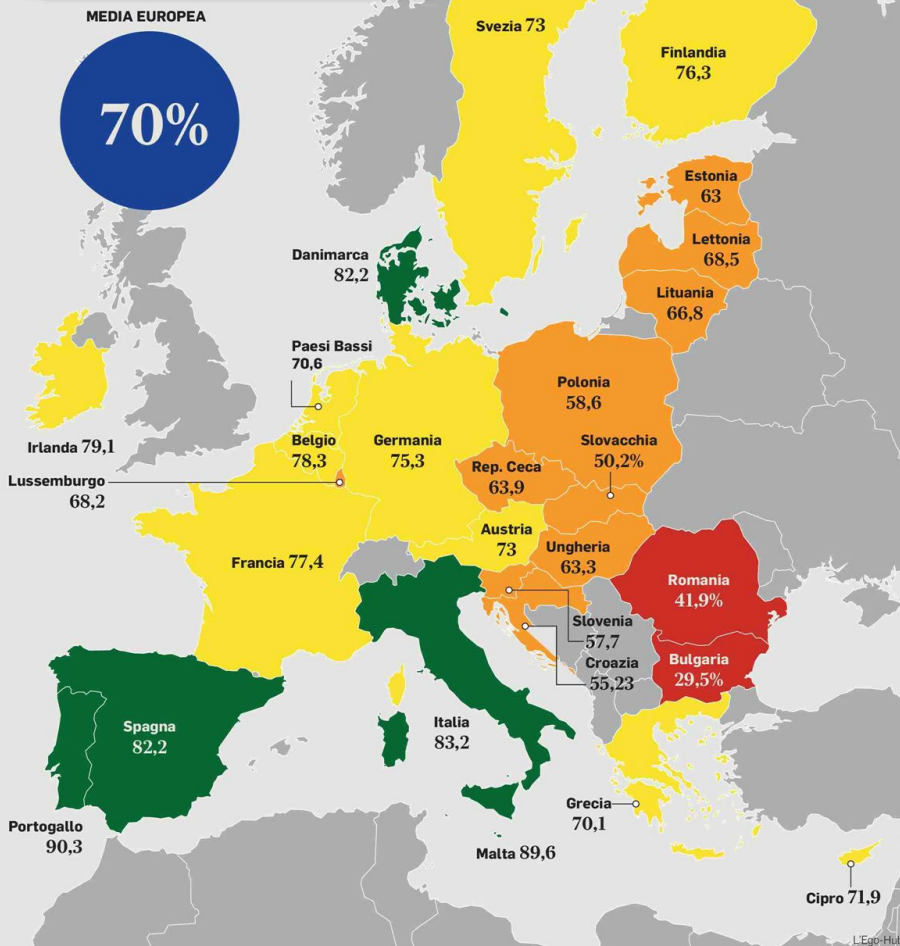 MEDIA EUROPEA
70%
Svezia 73
Finlandia
76,3
Estonia
63
Lettonia
68,5
Lituania
66,8
Danimarca
82,2
Paesi Bassi
70,6
Irlanda 79,1
Belgio
78,3
Germania
75,3
Polonia
58,6
Slovacchia
50,2%
Rep. Ceca
63,9
Lussemburgo
68,2
Austria
73
Ungheria
63,3
Francia 77,4
Romania
41,9%
Slovenia
57,7
Croazia
55,23
Bulgaria
29,5%
Spagna
82,2
Italia
83,2
Portogallo
90,3
Grecia
70,1
Malta 89,6
Cipro 71,9
L'Ego-Hub